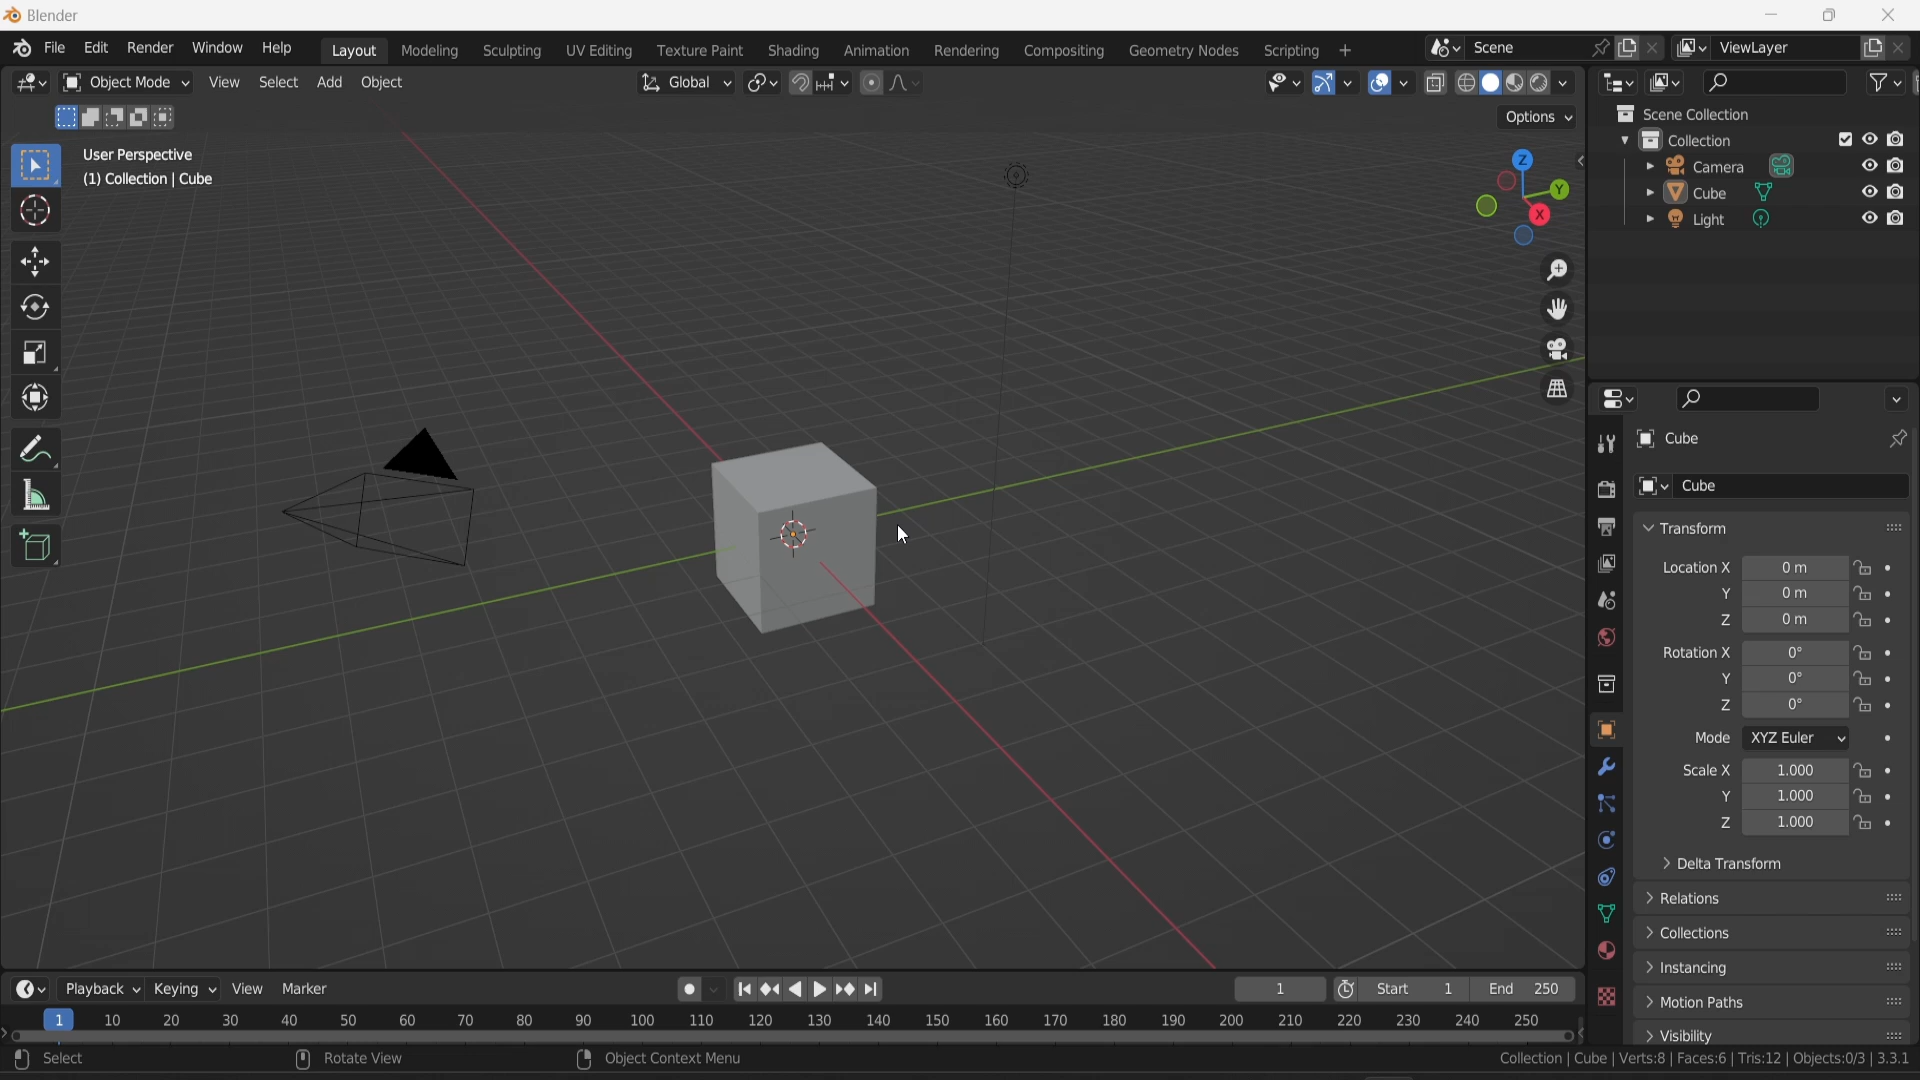 Blender
File Edit Render Window Help Layout Modeling Sculpting UV Editing Texture Paint Shading Animation Rendering Compositing Geometry Nodes Scripting + Scene ViewLayer
Object Mode View Select Add Object Global
Options
User Perspective
(1) Collection | Cube
Z
Y
X
Scene Collection
Collection
Camera
Cube
Light
Cube
Cube
Transform
Location X 0 m
Y 0 m
Z 0 m
Rotation X 0°
Y 0°
Z 0°
Mode XYZ Euler
Scale X 1.000
Y 1.000
Z 1.000
Delta Transform
Relations
Collections
Instancing
Motion Paths
Visibility
Playback Keying View Marker 1 Start 1 End 250
1 10 20 30 40 50 60 70 80 90 100 110 120 130 140 150 160 170 180 190 200 210 220 230 240 250
Select Rotate View Object Context Menu Collection | Cube | Verts:8 | Faces:6 | Tris:12 | Objects:0/3 | 3.3.1